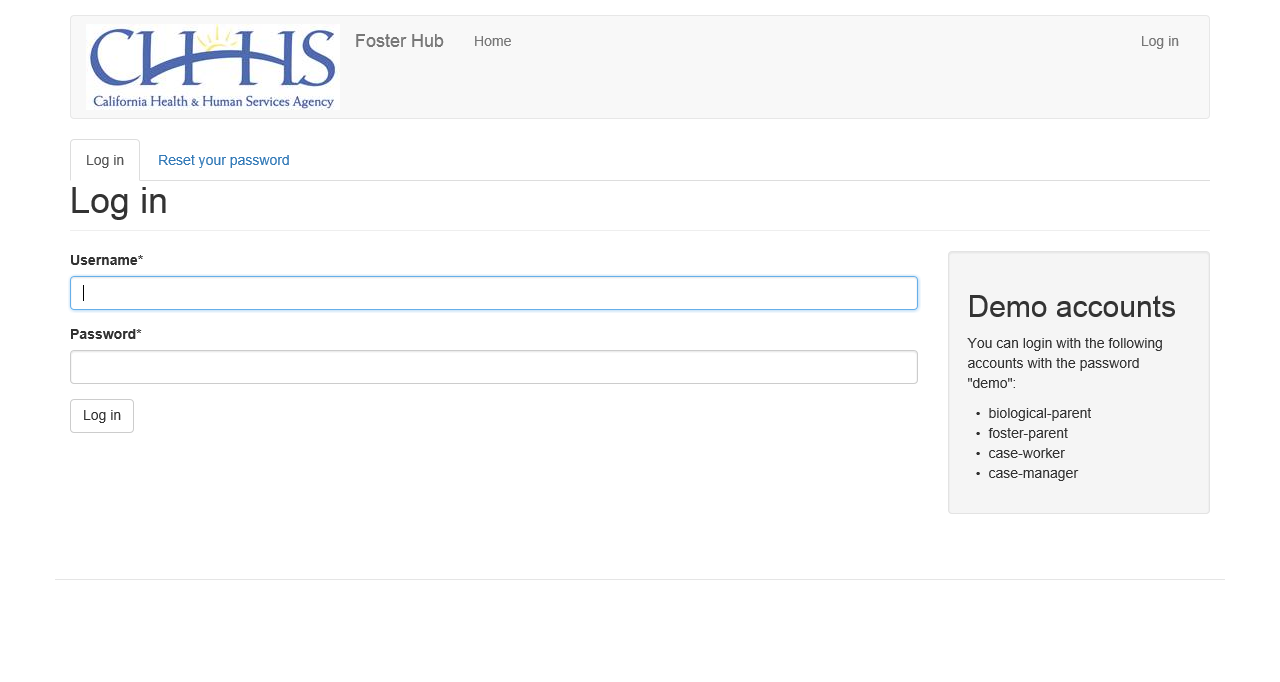 CHHS
California Health & Human Services Agency
Foster Hub Home Log in
Log in Reset your password
Log in
Username*
Password*
Log in
Demo accounts
You can login with the following
accounts with the password
"demo":
• biological-parent
• foster-parent
• case-worker
• case-manager